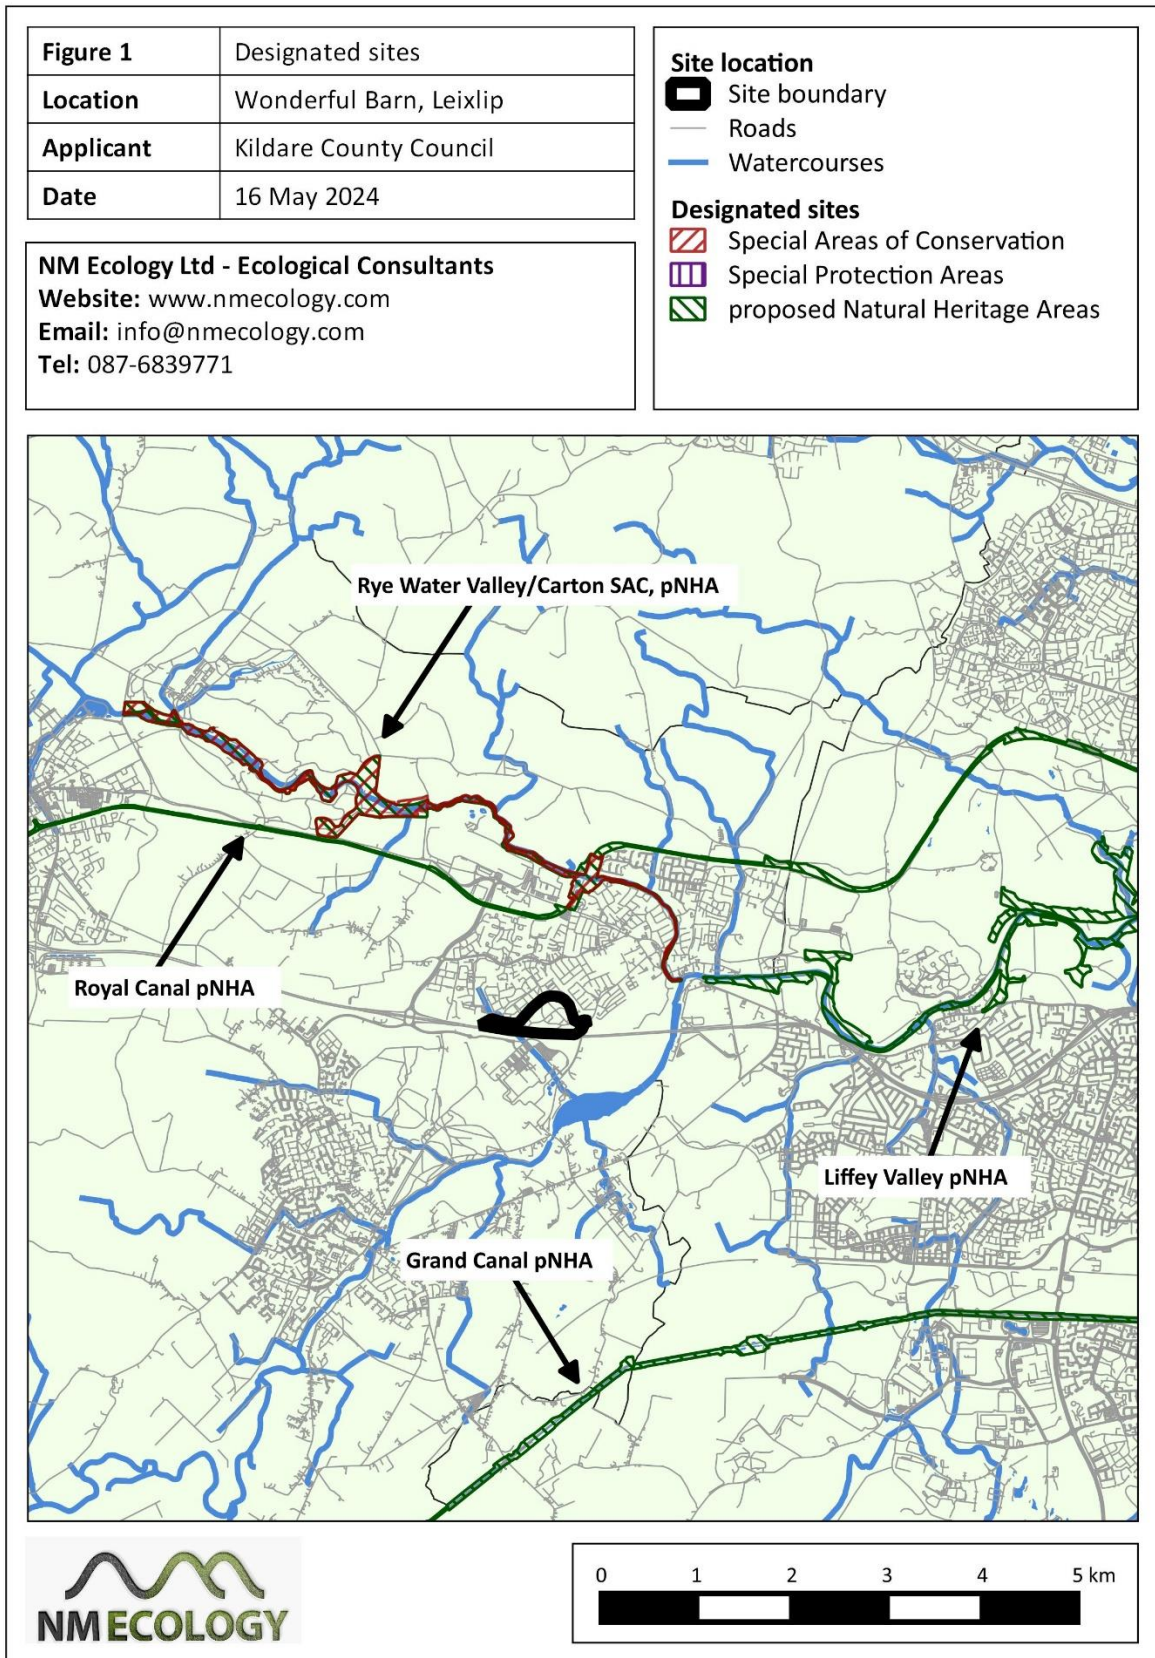 Figure 1 Designated sites
Location Wonderful Barn, Leixlip
Applicant Kildare County Council
Date 16 May 2024
NM Ecology Ltd - Ecological Consultants
Website: www.nmecology.com
Email: info@nmecology.com
Tel: 087-6839771
Site location
Site boundary
Roads
Watercourses
Designated sites
Special Areas of Conservation
Special Protection Areas
proposed Natural Heritage Areas
Rye Water Valley/Carton SAC, pNHA
Royal Canal pNHA
Liffey Valley pNHA
Grand Canal pNHA
NM ECOLOGY
0 1 2 3 4 5 km